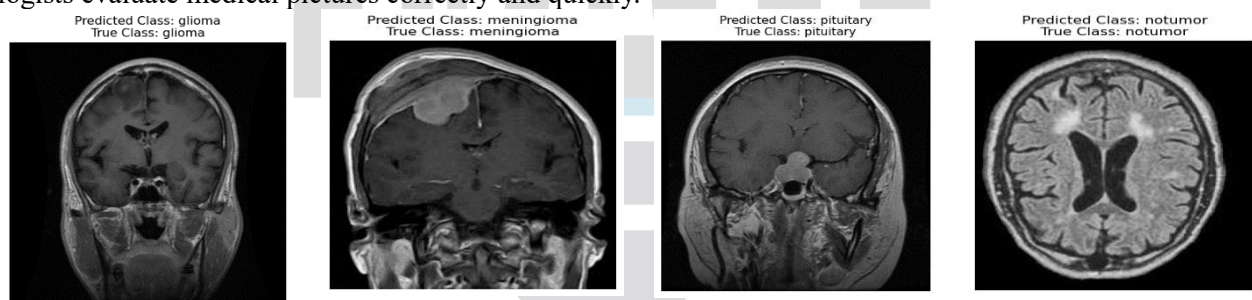 logists evaluate medical pictures correctly and quickly.
Predicted Class: glioma
True Class: glioma
Predicted Class: meningioma
True Class: meningioma
Predicted Class: pituitary
True Class: pituitary
Predicted Class: notumor
True Class: notumor